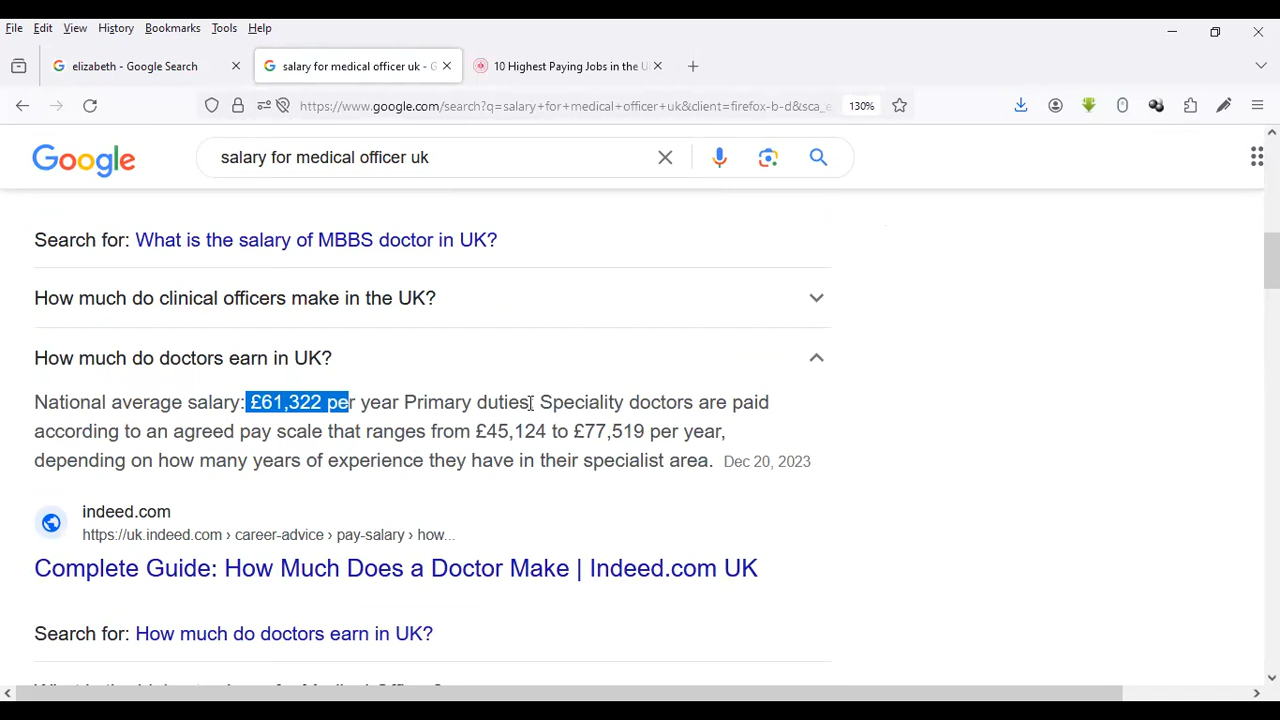 File Edit View History Bookmarks Tools Help
elizabeth - Google Search salary for medical officer uk - G 10 Highest Paying Jobs in the U
https://www.google.com/search?q=salary+for+medical+officer+uk&client=firefox-b-d&sca_e 130%
Google salary for medical officer uk
Search for: What is the salary of MBBS doctor in UK?
How much do clinical officers make in the UK?
How much do doctors earn in UK?
National average salary: £61,322 per year Primary duties: Speciality doctors are paid
according to an agreed pay scale that ranges from £45,124 to £77,519 per year,
depending on how many years of experience they have in their specialist area. Dec 20, 2023
indeed.com
https://uk.indeed.com › career-advice › pay-salary › how...
Complete Guide: How Much Does a Doctor Make | Indeed.com UK
Search for: How much do doctors earn in UK?